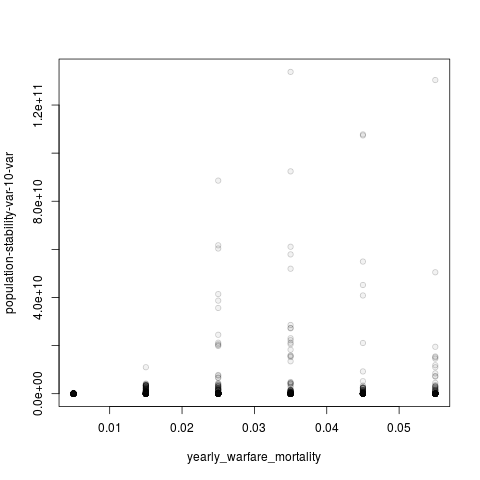 population-stability-var-10-var
1.2e+11
8.0e+10
4.0e+10
0.0e+00
0.01 0.02 0.03 0.04 0.05
yearly_warfare_mortality